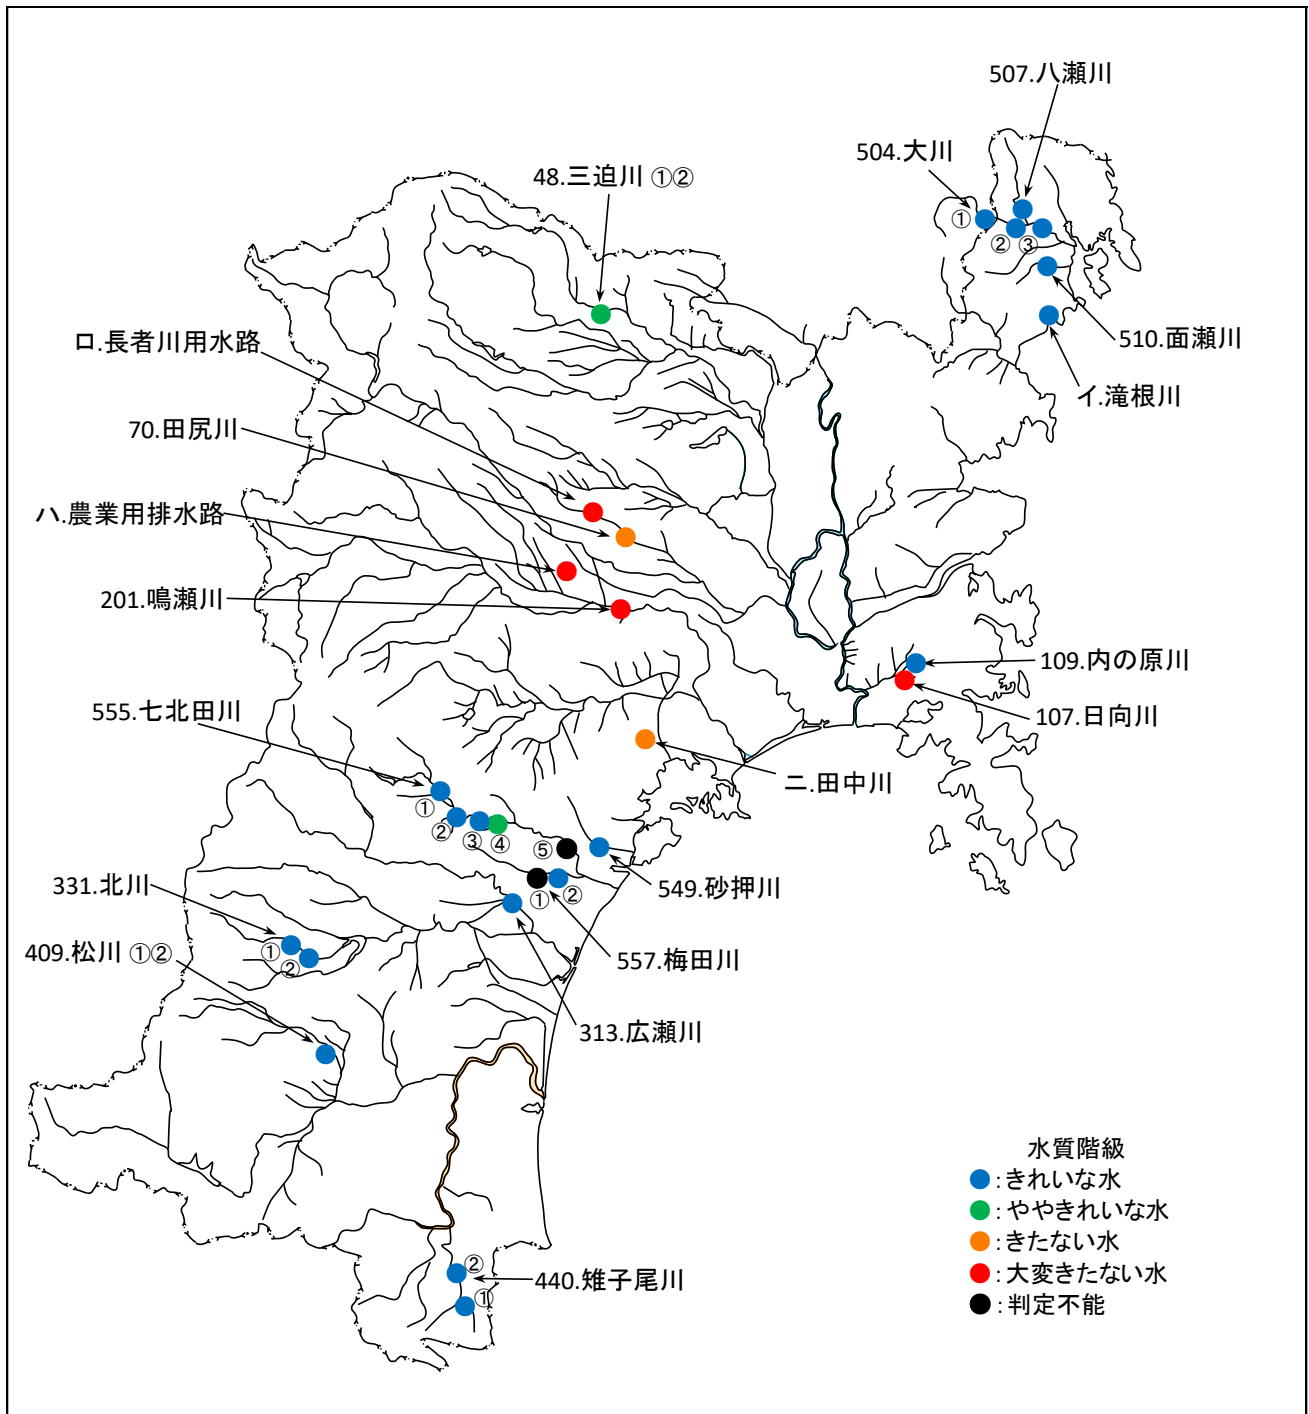 507.八瀬川
504.大川
48.三迫川 ①②
①
②
③
510.面瀬川
イ.滝根川
ロ.長者川用水路
70.田尻川
ハ.農業用排水路
201.鳴瀬川
109.内の原川
107.日向川
555.七北田川
ニ.田中川
①
②
③
④
⑤
549.砂押川
①
②
557.梅田川
331.北川
①
②
409.松川 ①②
313.広瀬川
水質階級
:きれいな水
:ややきれいな水
:きたない水
:大変きたない水
:判定不能
②
440.雉子尾川
①